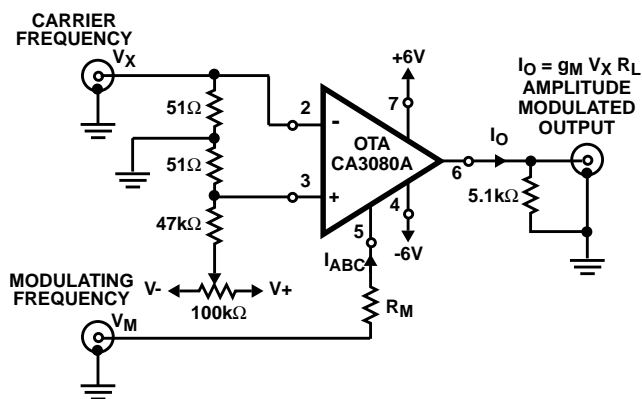 CARRIER
FREQUENCY
VX
51Ω
51Ω
47kΩ
V-
V+
100kΩ
MODULATING
FREQUENCY
VM
2
-
3
+
OTA
CA3080A
+6V
7
6
4
-6V
5
IABC
RM
IO
IO = gM VX RL
AMPLITUDE
MODULATED
OUTPUT
5.1kΩ